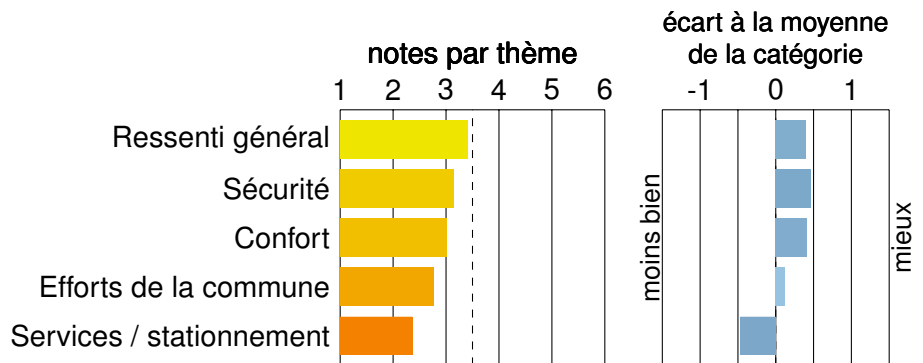 notes par thème
1 2 3 4 5 6
Ressenti général
Sécurité
Confort
Efforts de la commune
Services / stationnement
écart à la moyenne
de la catégorie
-1 0 1
moins bien
mieux